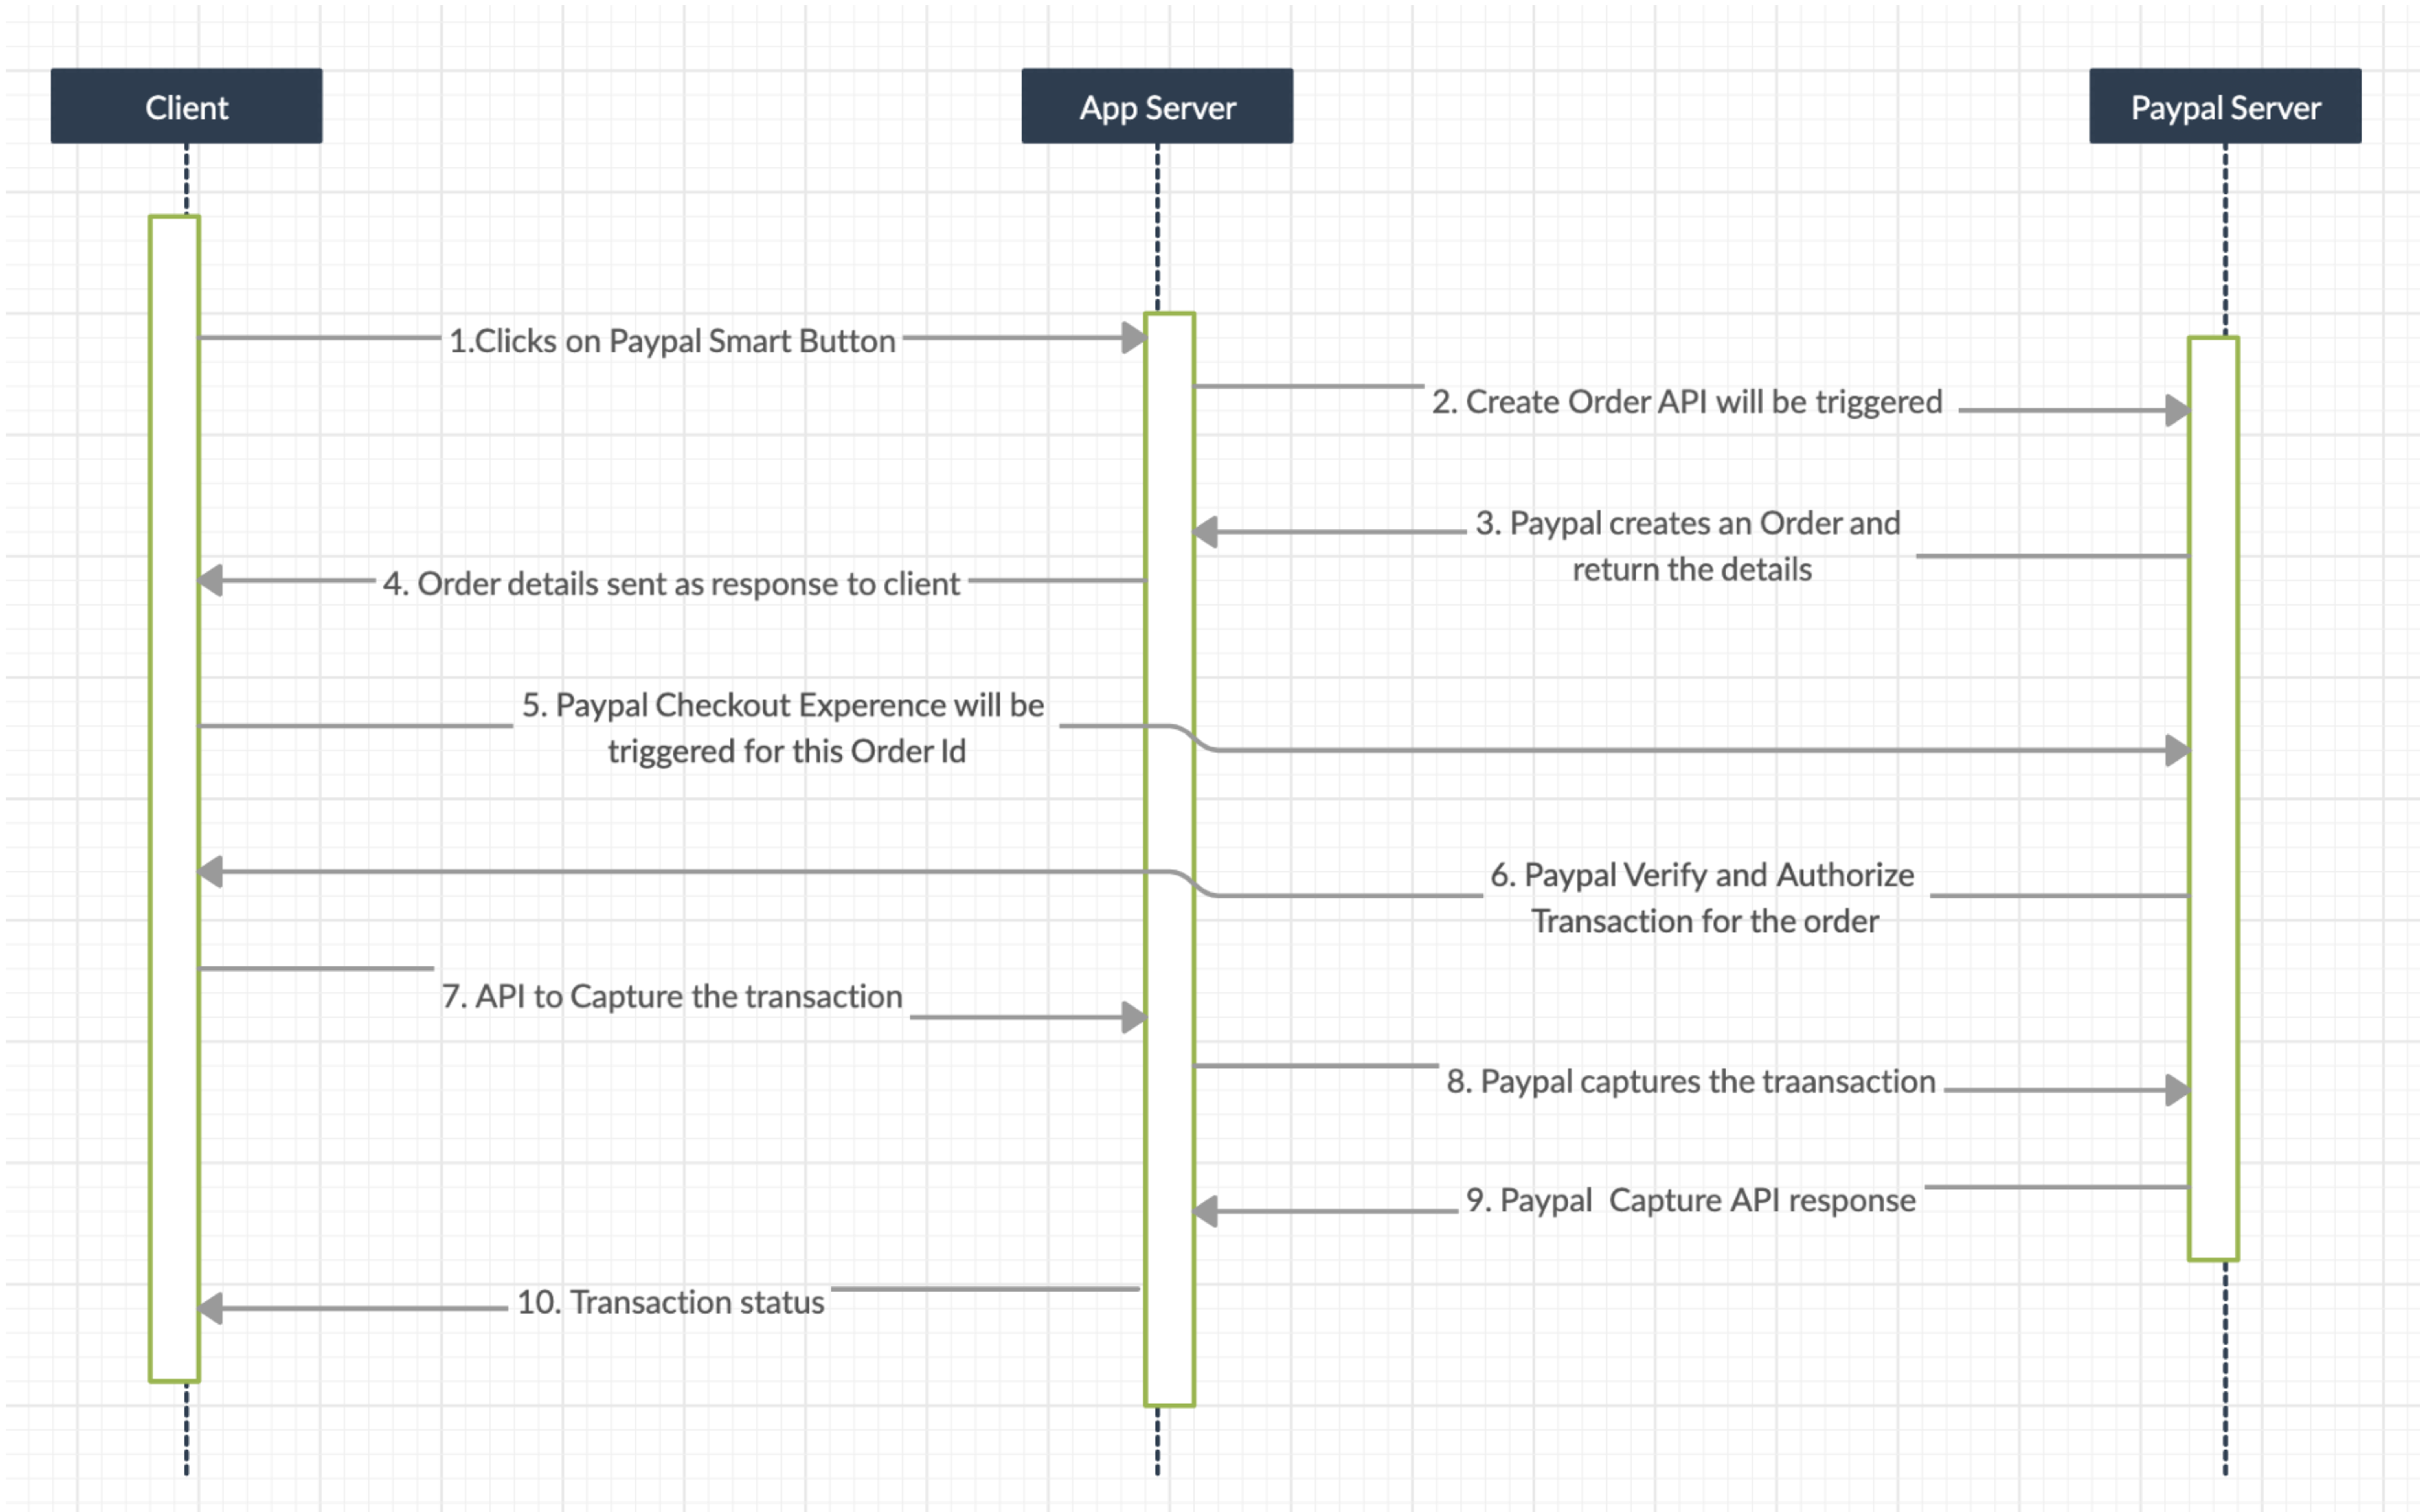 Client
App Server
Paypal Server
1.Clicks on Paypal Smart Button
2. Create Order API will be triggered
3. Paypal creates an Order and
return the details
4. Order details sent as response to client
5. Paypal Checkout Experence will be
triggered for this Order Id
6. Paypal Verify and Authorize
Transaction for the order
7. API to Capture the transaction
8. Paypal captures the traansaction
9. Paypal  Capture API response
10. Transaction status